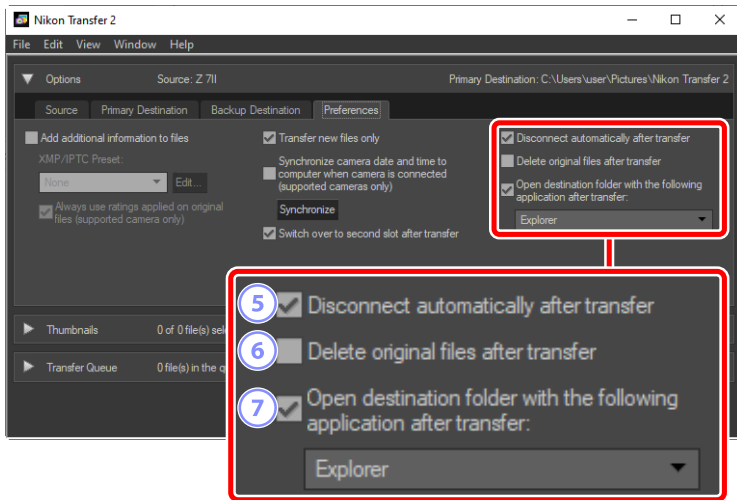 Nikon Transfer 2
File Edit View Window Help
Options Source: Z 7II Primary Destination: C:\Users\user\Pictures\Nikon Transfer 2
Source Primary Destination Backup Destination Preferences
Add additional information to files
XMP/IPTC Preset:
None Edit...
Always use ratings applied on original
files (supported camera only)
Transfer new files only
Synchronize camera date and time to
computer when camera is connected
(supported cameras only)
Synchronize
Switch over to second slot after transfer
Disconnect automatically after transfer
Delete original files after transfer
Open destination folder with the following
application after transfer:
Explorer
Thumbnails 0 of 0 file(s)
Transfer Queue 0 file(s) in the
5 Disconnect automatically after transfer
6 Delete original files after transfer
7 Open destination folder with the following
application after transfer:
Explorer